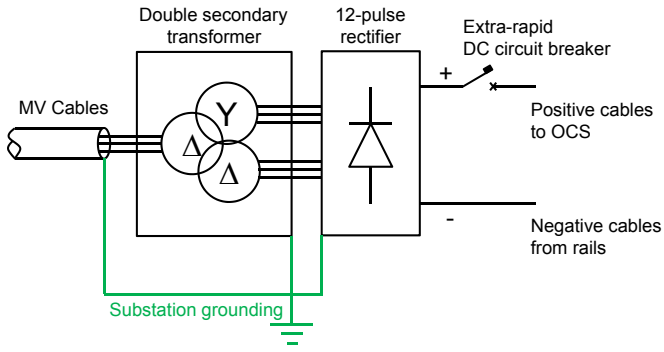 Double secondary
transformer
12-pulse
rectifier
Extra-rapid
DC circuit breaker
MV Cables
Y
Δ
Δ
+
-
Positive cables
to OCS
Negative cables
from rails
Substation grounding